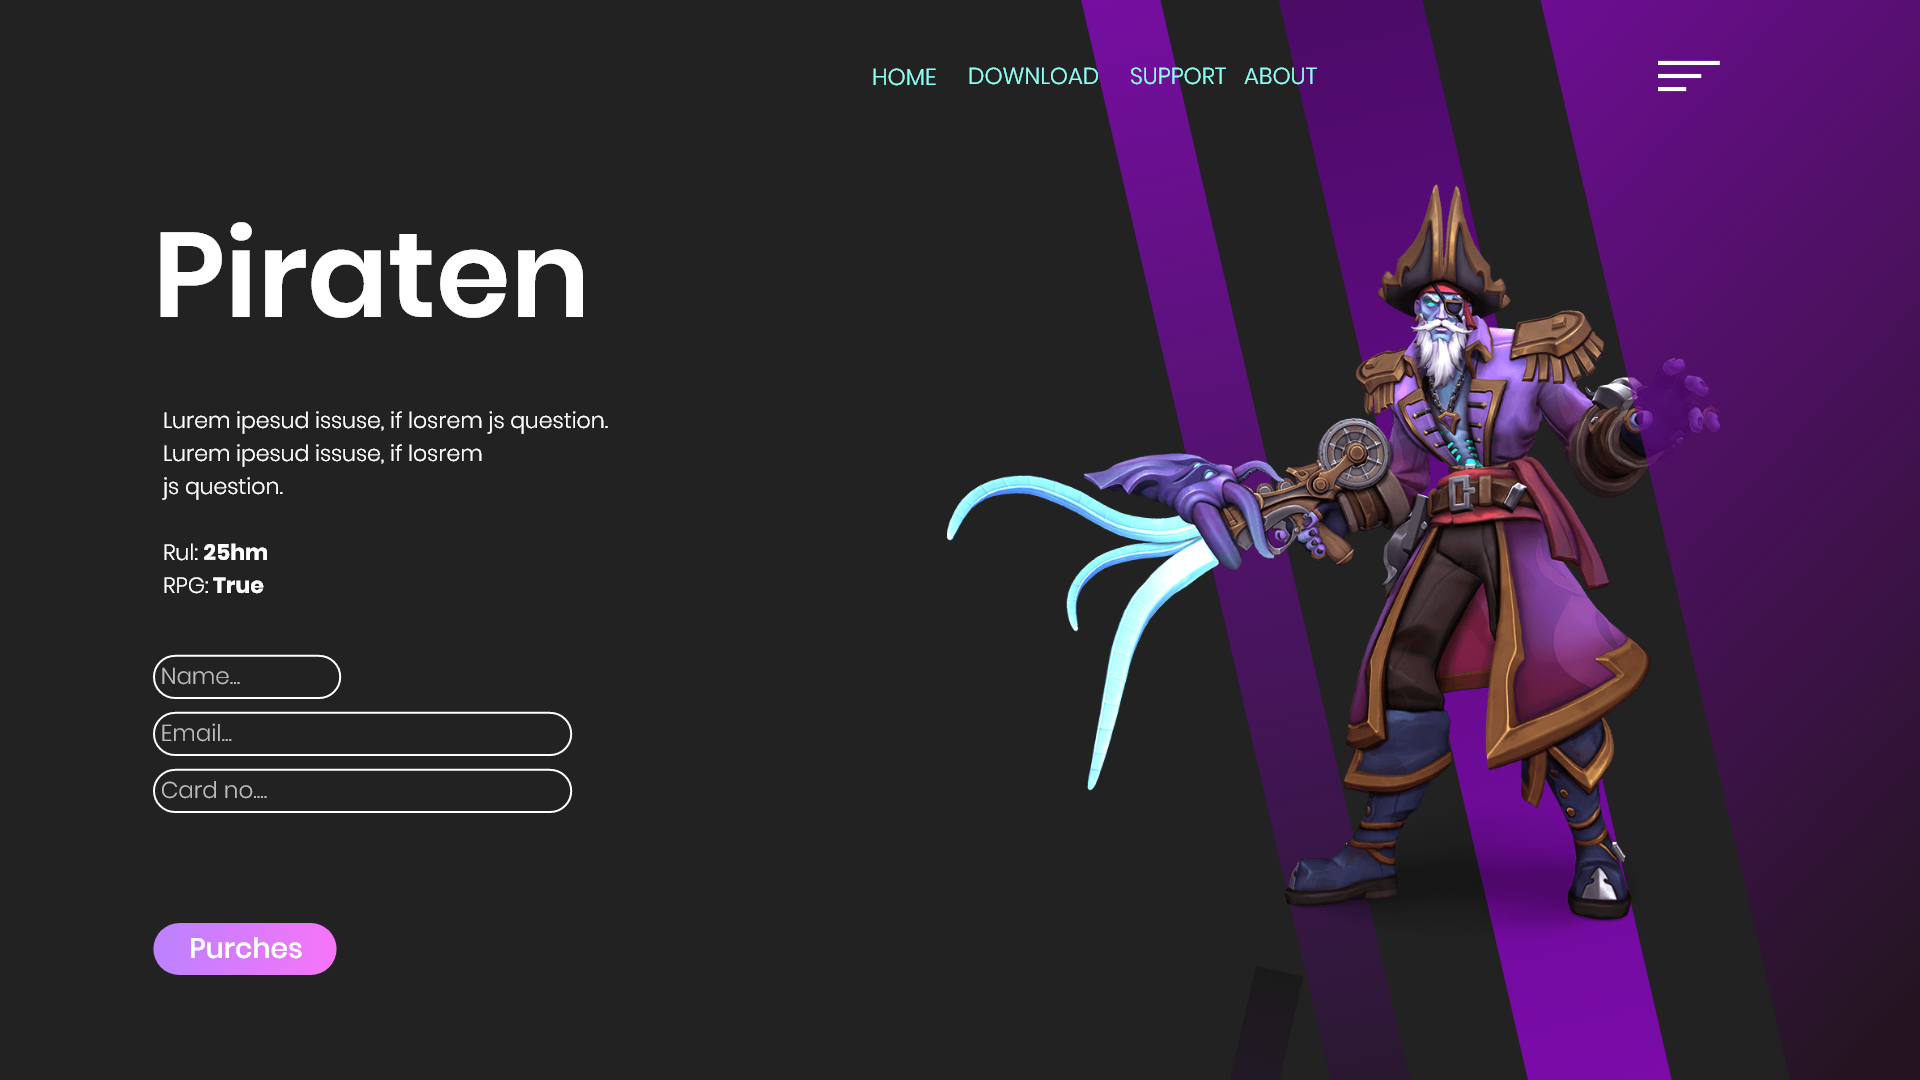 HOME DOWNLOAD SUPPORT ABOUT
Piraten
Lurem ipesud issuse, if losrem js question.
Lurem ipesud issuse, if losrem
js question.
Rul: 25hm
RPG: True
Name...
Email...
Card no....
Purches